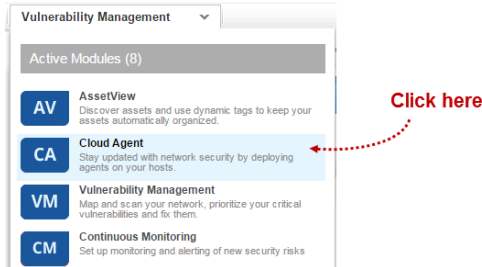 Vulnerability Management
Active Modules (8)
AV
AssetView
Discover assets and use dynamic tags to keep your
assets automatically organized.
Click here
CA
Cloud Agent
Stay updated with network security by deploying
agents on your hosts.
VM
Vulnerability Management
Map and scan your network, prioritize your critical
vulnerabilities and fix them.
CM
Continuous Monitoring
Set up monitoring and alerting of new security risks